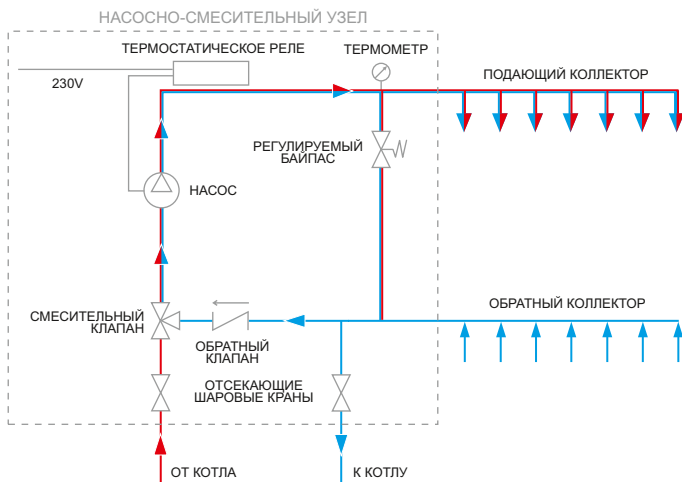 НАСОСНО-СМЕСИТЕЛЬНЫЙ УЗЕЛ
ТЕРМОСТАТИЧЕСКОЕ РЕЛЕ
ТЕРМОМЕТР
230V
ПОДАЮЩИЙ КОЛЛЕКТОР
РЕГУЛИРУЕМЫЙ
БАЙПАС
НАСОС
СМЕСИТЕЛЬНЫЙ
КЛАПАН
ОБРАТНЫЙ
КЛАПАН
ОБРАТНЫЙ КОЛЛЕКТОР
ОТСЕКАЮЩИЕ
ШАРОВЫЕ КРАНЫ
ОТ КОТЛА
К КОТЛУ